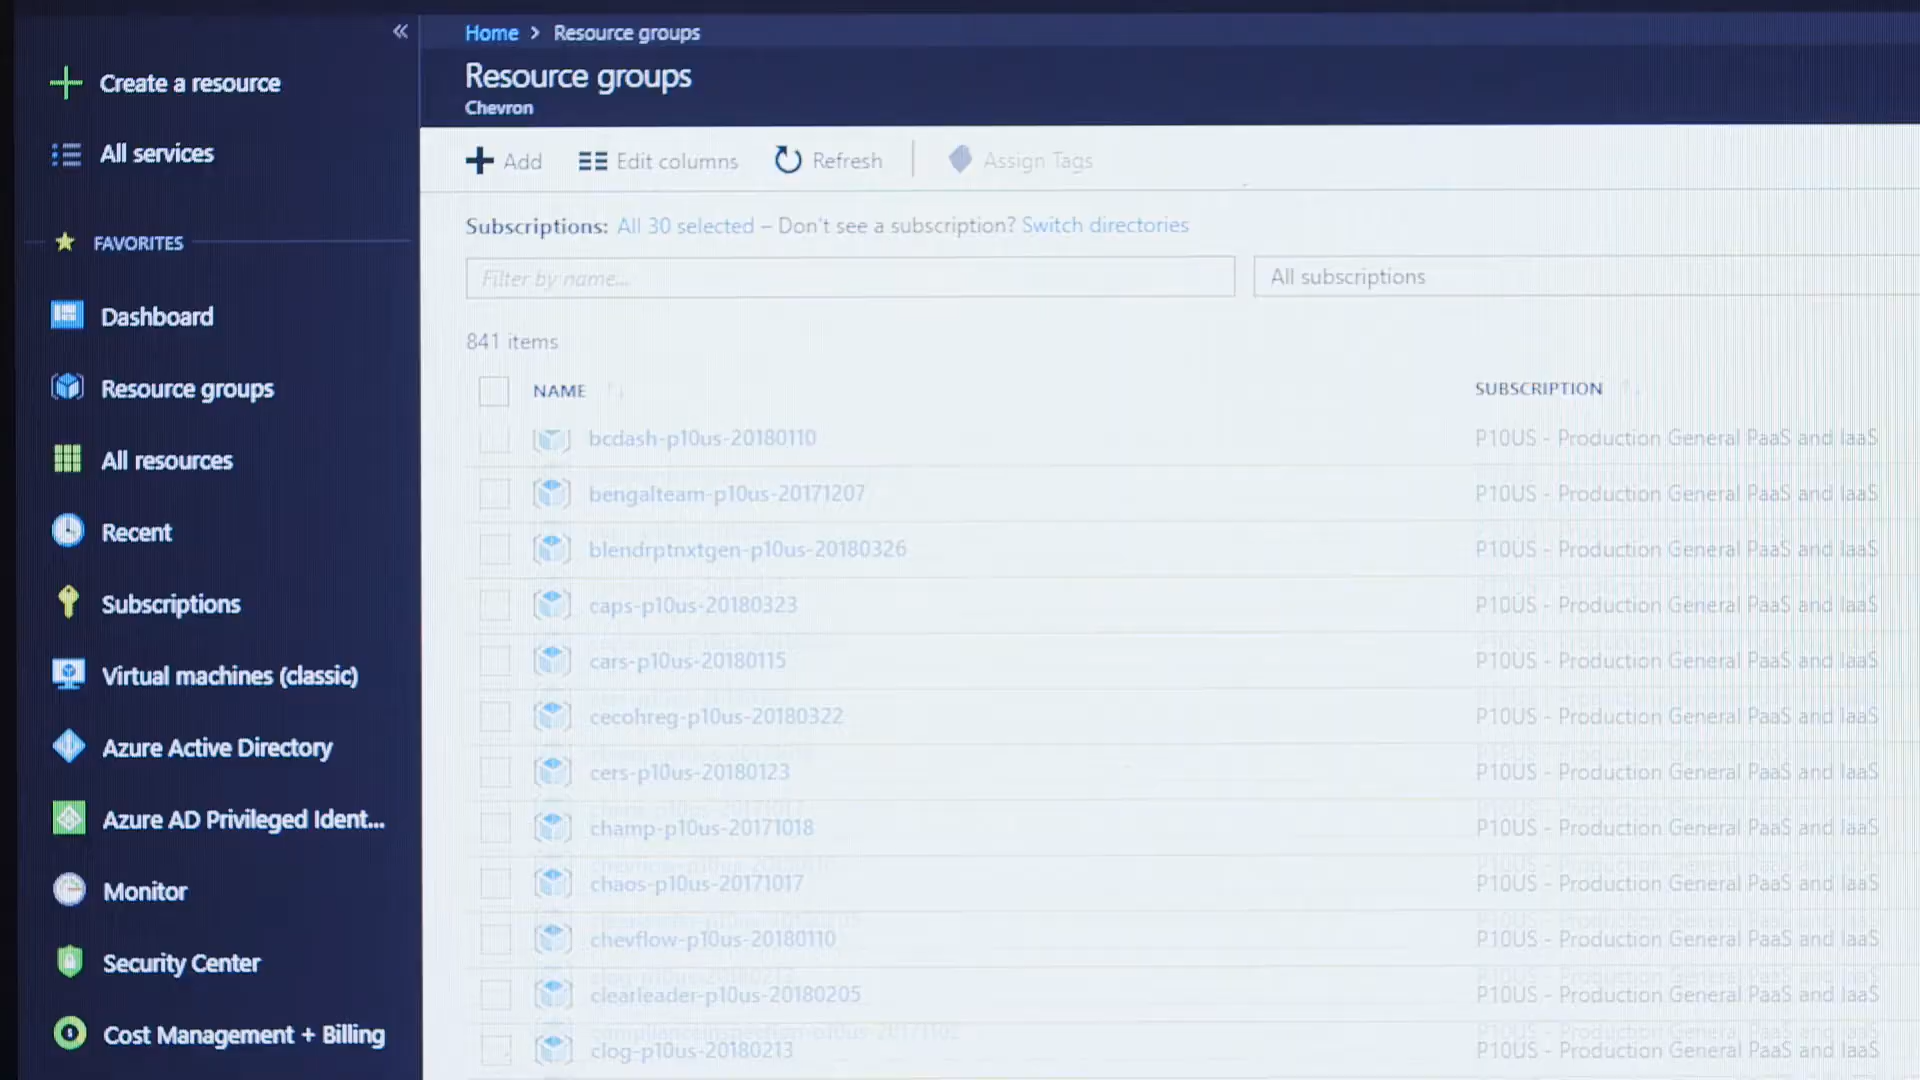 Home > Resource groups
Create a resource
All services
FAVORITES
Dashboard
Resource groups
All resources
Recent
Subscriptions
Virtual machines (classic)
Azure Active Directory
Azure AD Privileged Ident...
Monitor
Security Center
Cost Management + Billing
Resource groups
Chevron
Add Edit columns Refresh Assign Tags
Subscriptions: All 30 selected – Don't see a subscription? Switch directories
Filter by name... All subscriptions
841 items
NAME SUBSCRIPTION
bcdash-p10us-20180110 P10US - Production General PaaS and IaaS
bengalteam-p10us-20171207 P10US - Production General PaaS and IaaS
blendrptnxtgen-p10us-20180326 P10US - Production General PaaS and IaaS
caps-p10us-20180323 P10US - Production General PaaS and IaaS
cars-p10us-20180115 P10US - Production General PaaS and IaaS
cecohreg-p10us-20180322 P10US - Production General PaaS and IaaS
cers-p10us-20180123 P10US - Production General PaaS and IaaS
champ-p10us-20171018 P10US - Production General PaaS and IaaS
chaos-p10us-20171017 P10US - Production General PaaS and IaaS
chevflow-p10us-20180110 P10US - Production General PaaS and IaaS
clearleader-p10us-20180205 P10US - Production General PaaS and IaaS
clog-p10us-20180213 P10US - Production General PaaS and IaaS